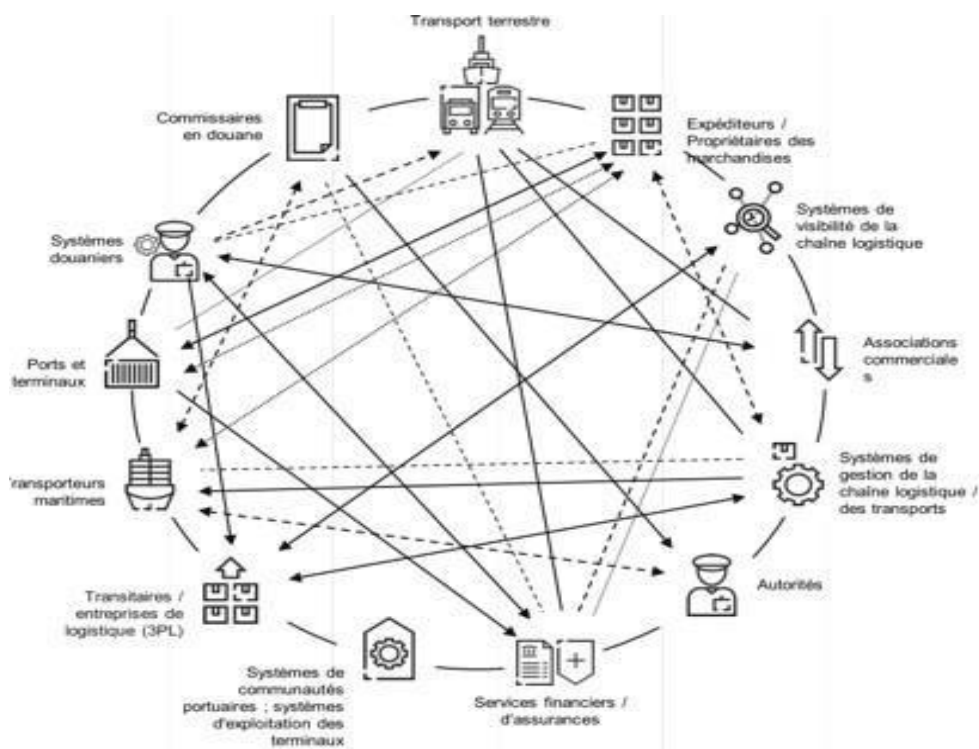 Transport terrestre
Commissaires
en douane
Expéditeurs /
Propriétaires des
marchandises
Systèmes de
visibilité de la
chaîne logistique
Systèmes
douaniers
Ports et
terminaux
Associations
commerciale
s
Transporteurs
maritimes
Systèmes de
gestion de la
chaîne logistique /
des transports
Autorités
Transitaires /
entreprises de
logistique (3PL)
Systèmes de
communautés
portuaires ; systèmes
d'exploitation des
terminaux
Services financiers /
d'assurances